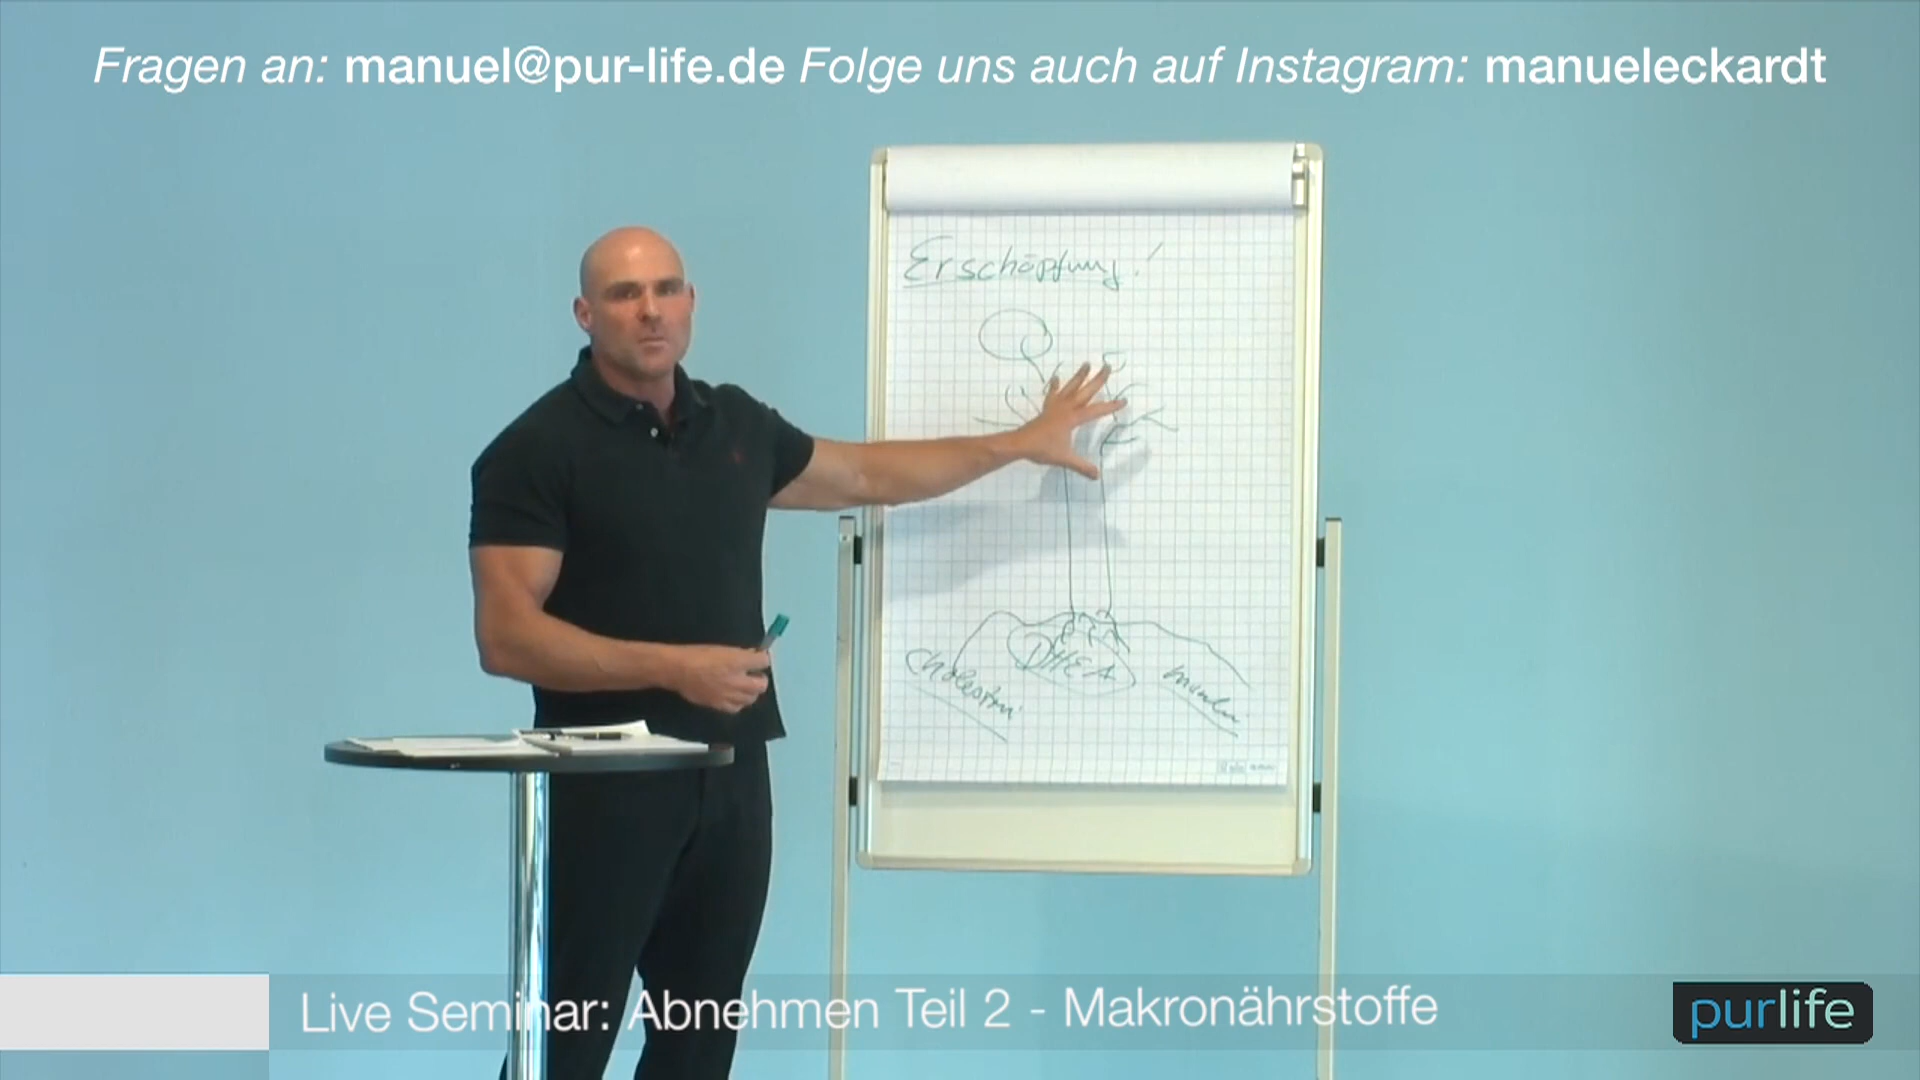 Fragen an: manuel@pur-life.de Folge uns auch auf Instagram: manueleckardt
Erschöpfung!
DHEA
Cholesterin
Live Seminar: Abnehmen Teil 2 - Makronährstoffe
purlife